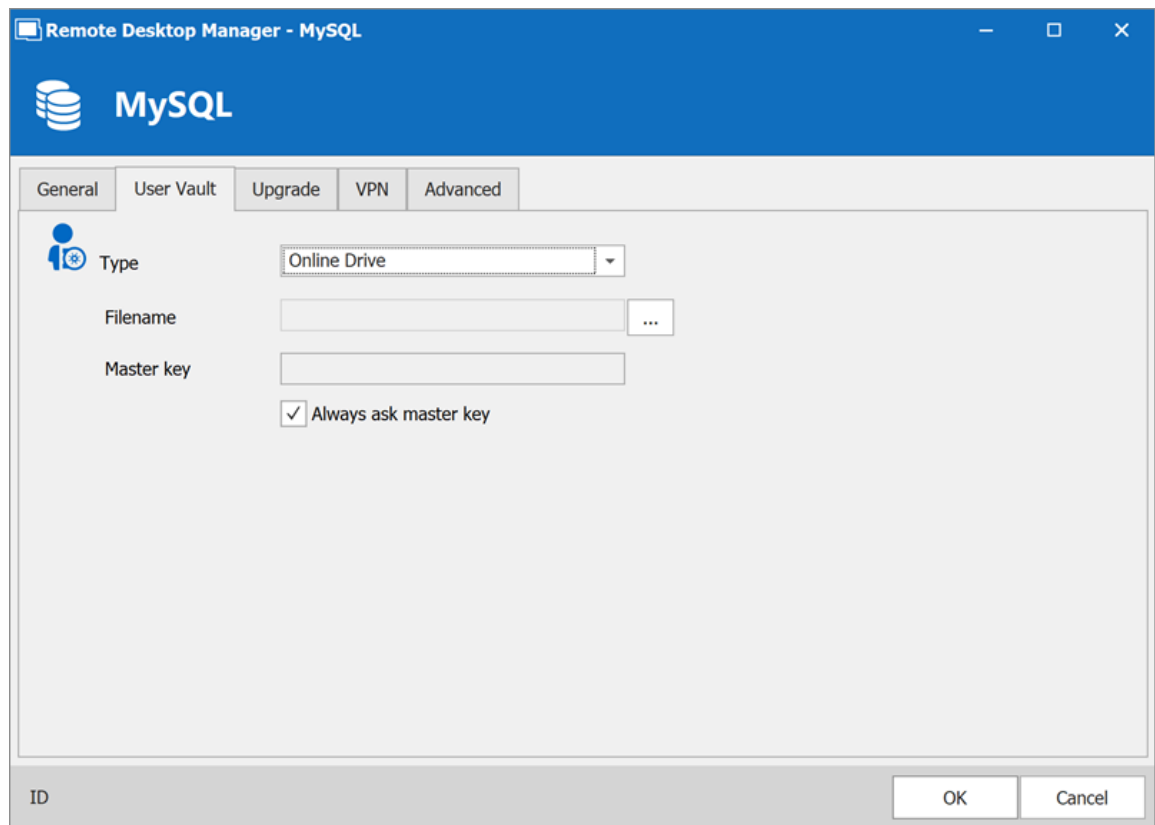 Remote Desktop Manager - MySQL
MySQL
General User Vault Upgrade VPN Advanced
Type Online Drive
Filename ...
Master key
Always ask master key
ID OK Cancel